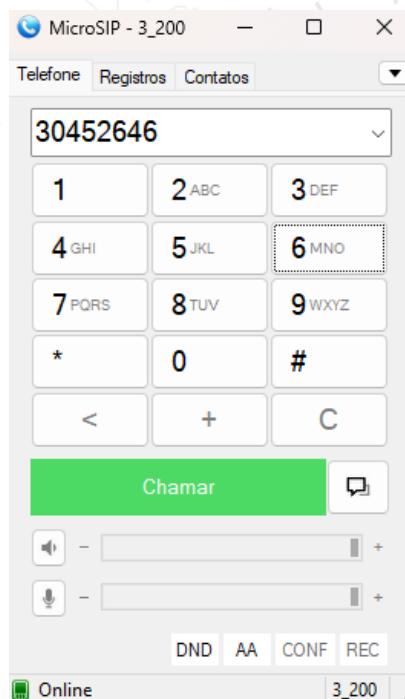 MicroSIP - 3_200
Telefone Registros Contatos
30452646
1 2 ABC 3 DEF
4 GHI 5 JKL 6 MNO
7 PQRS 8 TUV 9 WXYZ
* 0 #
< + C
Chamar
- +
- +
DND AA CONF REC
Online 3_200